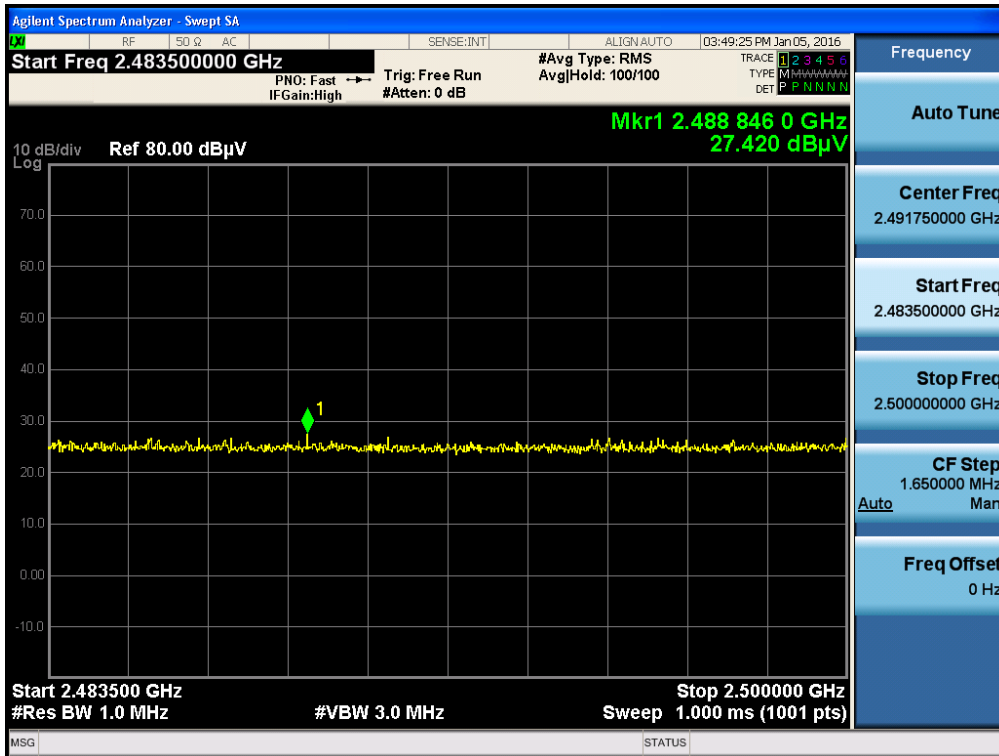 Agilent Spectrum Analyzer - Swept SA
LXI RF 50 Ω AC SENSE:INT ALIGN AUTO 03:49:25 PM Jan 05, 2016
Start Freq 2.483500000 GHz
PNO: Fast
IFGain:High
Trig: Free Run
#Atten: 0 dB
#Avg Type: RMS
Avg|Hold: 100/100
TRACE 1 2 3 4 5 6
TYPE M
DET P P N N N N
Mkr1 2.488 846 0 GHz
27.420 dBµV
10 dB/div Ref 80.00 dBµV
Log
70.0
60.0
50.0
40.0
30.0
20.0
10.0
0.00
-10.0
1
Start 2.483500 GHz Stop 2.500000 GHz
#Res BW 1.0 MHz #VBW 3.0 MHz Sweep 1.000 ms (1001 pts)
MSG STATUS
Frequency
Auto Tune
Center Freq
2.491750000 GHz
Start Freq
2.483500000 GHz
Stop Freq
2.500000000 GHz
CF Step
1.650000 MHz
Auto Man
Freq Offset
0 Hz